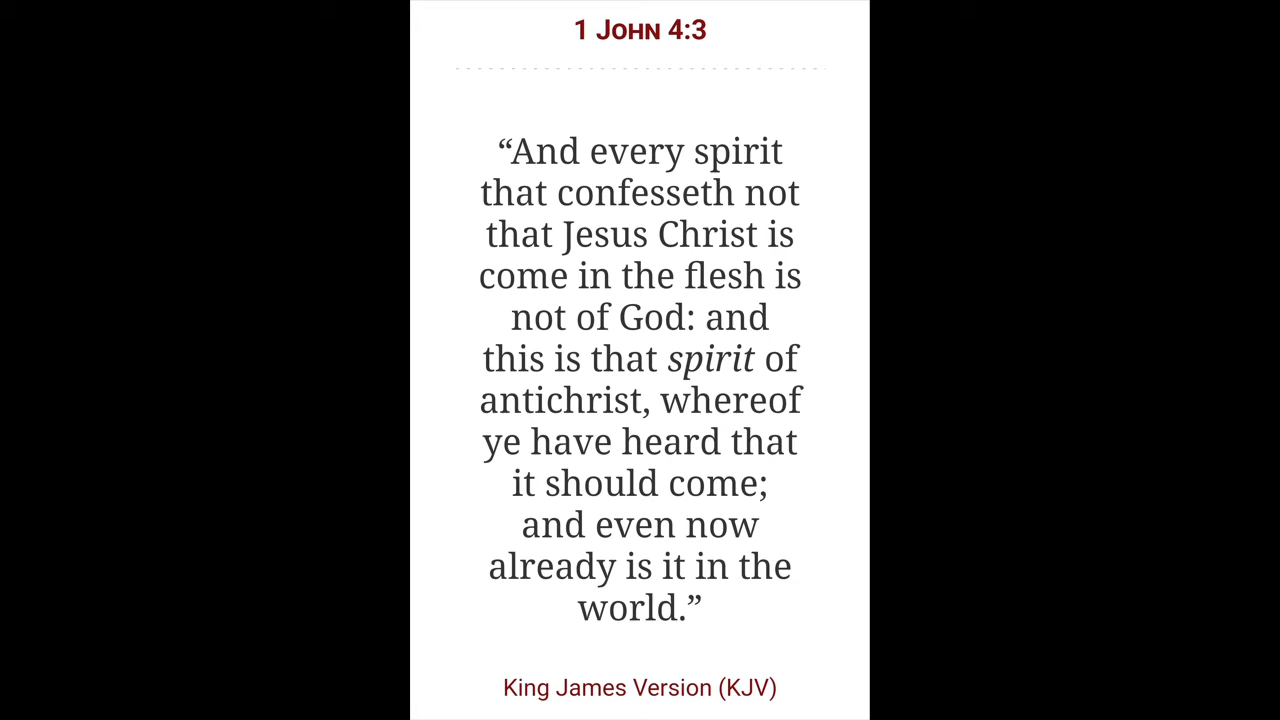 1 John 4:3
“And every spirit
that confesseth not
that Jesus Christ is
come in the flesh is
not of God: and
this is that spirit of
antichrist, whereof
ye have heard that
it should come;
and even now
already is it in the
world.”
King James Version (KJV)